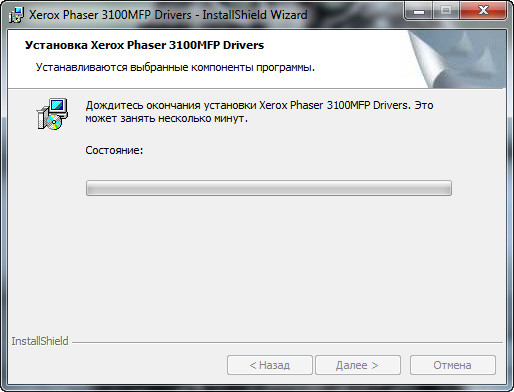 Xerox Phaser 3100MFP Drivers - InstallShield Wizard
Установка Xerox Phaser 3100MFP Drivers
Устанавливаются выбранные компоненты программы.
Дождитесь окончания установки Xerox Phaser 3100MFP Drivers. Это
может занять несколько минут.
Состояние:
InstallShield
< Назад
Далее >
Отмена